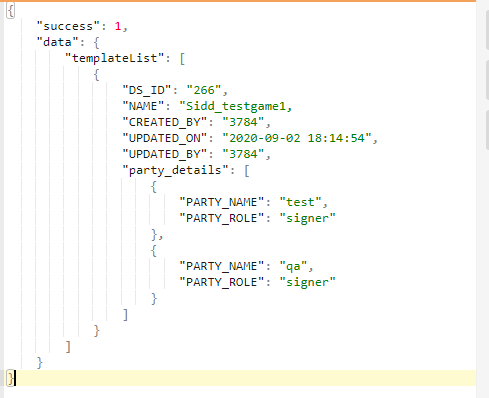 {
    "success": 1,
    "data": {
        "templateList": [
            {
                "DS_ID": "266",
                "NAME": "Sidd_testgame1,
                "CREATED_BY": "3784",
                "UPDATED_ON": "2020-09-02 18:14:54",
                "UPDATED_BY": "3784",
                "party_details": [
                    {
                        "PARTY_NAME": "test",
                        "PARTY_ROLE": "signer"
                    },
                    {
                        "PARTY_NAME": "qa",
                        "PARTY_ROLE": "signer"
                    }
                ]
            }
        ]
    }
}